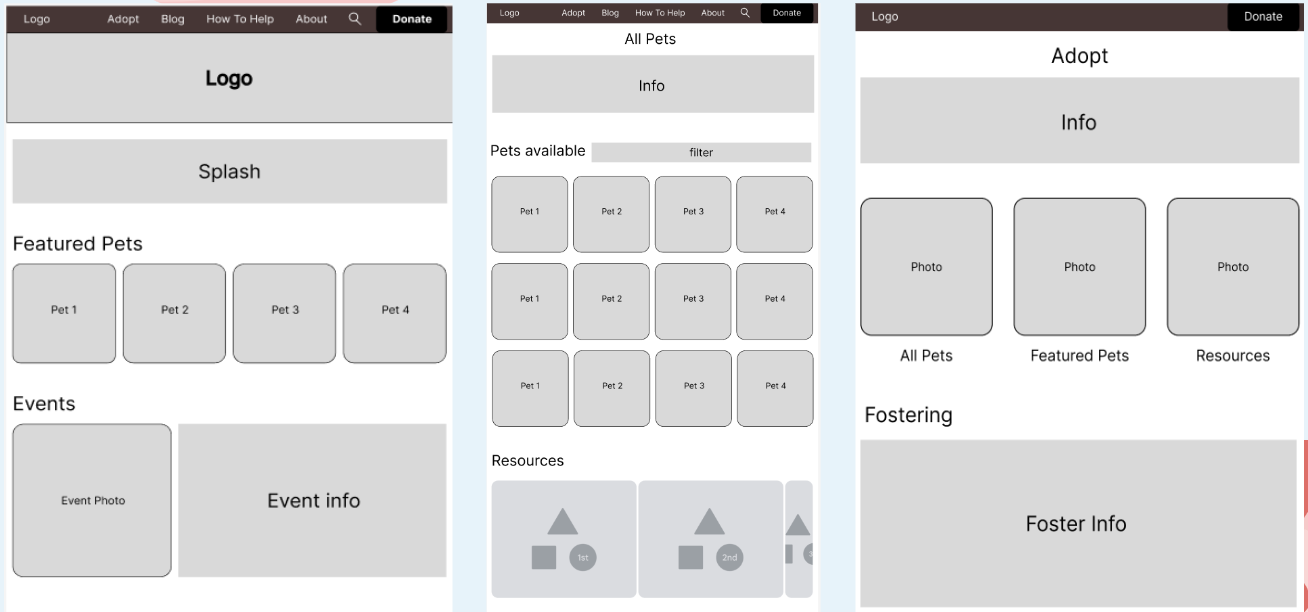 Logo Adopt Blog How To Help About Donate
Logo
Splash
Featured Pets
Pet 1 Pet 2 Pet 3 Pet 4
Events
Event Photo Event info
Logo Adopt Blog How To Help About Donate
All Pets
Info
Pets available filter
Pet 1 Pet 2 Pet 3 Pet 4
Pet 1 Pet 2 Pet 3 Pet 4
Pet 1 Pet 2 Pet 3 Pet 4
Resources
1st 2nd
Logo Donate
Adopt
Info
Photo Photo Photo
All Pets Featured Pets Resources
Fostering
Foster Info